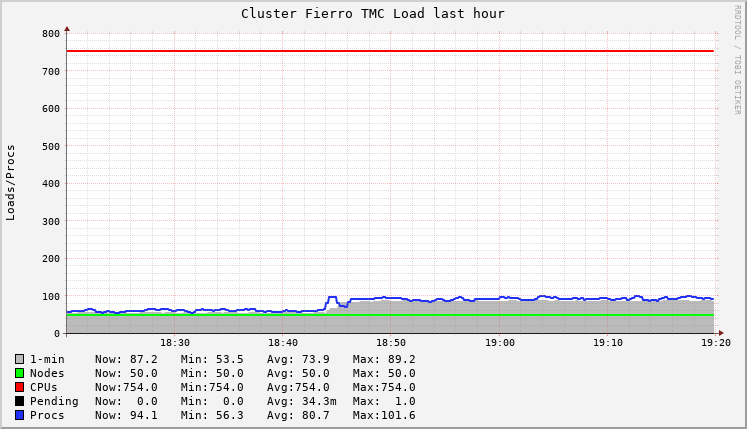 Cluster Fierro TMC Load last hour
RRDTOOL / TOBI OETIKER
Loads/Procs
800
700
600
500
400
300
200
100
0
18:30 18:40 18:50 19:00 19:10 19:20
1-min Now: 87.2 Min: 53.5 Avg: 73.9 Max: 89.2
Nodes Now: 50.0 Min: 50.0 Avg: 50.0 Max: 50.0
CPUs Now:754.0 Min:754.0 Avg:754.0 Max:754.0
Pending Now: 0.0 Min: 0.0 Avg: 34.3m Max: 1.0
Procs Now: 94.1 Min: 56.3 Avg: 80.7 Max:101.6